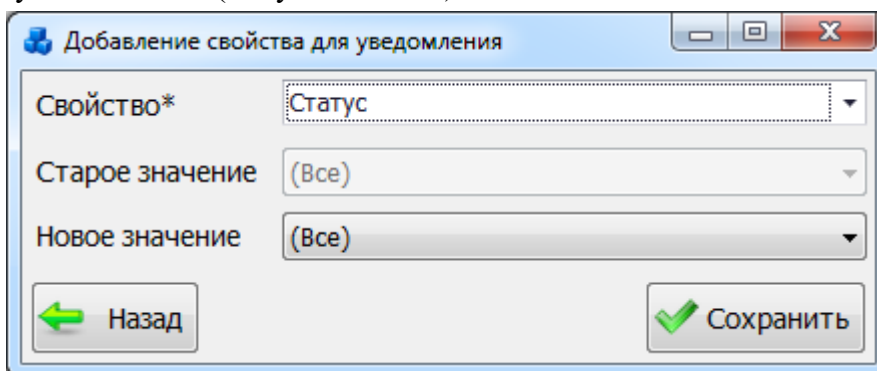 Добавление свойства для уведомления
Свойство* Статус
Старое значение (Все)
Новое значение (Все)
Назад Сохранить